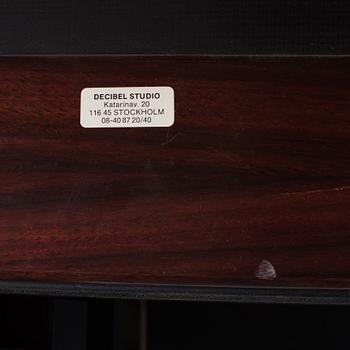 DECIBEL STUDIO
Katarinav. 20
116 45 STOCKHOLM
08-40 87 20/40